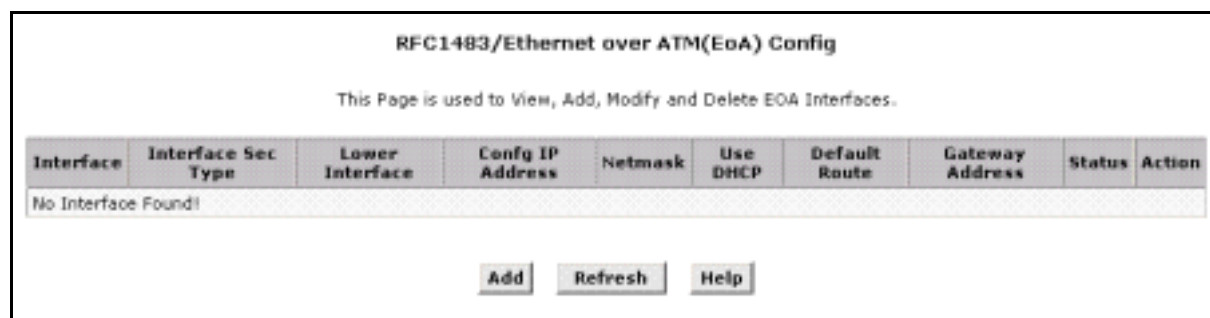 RFC1483/Ethernet over ATM(EoA) Config
This Page is used to View, Add, Modify and Delete EOA Interfaces.
Interface Interface Sec Type Lower Interface Confg IP Address Netmask Use DHCP Default Route Gateway Address Status Action
No Interface Found!
Add Refresh Help